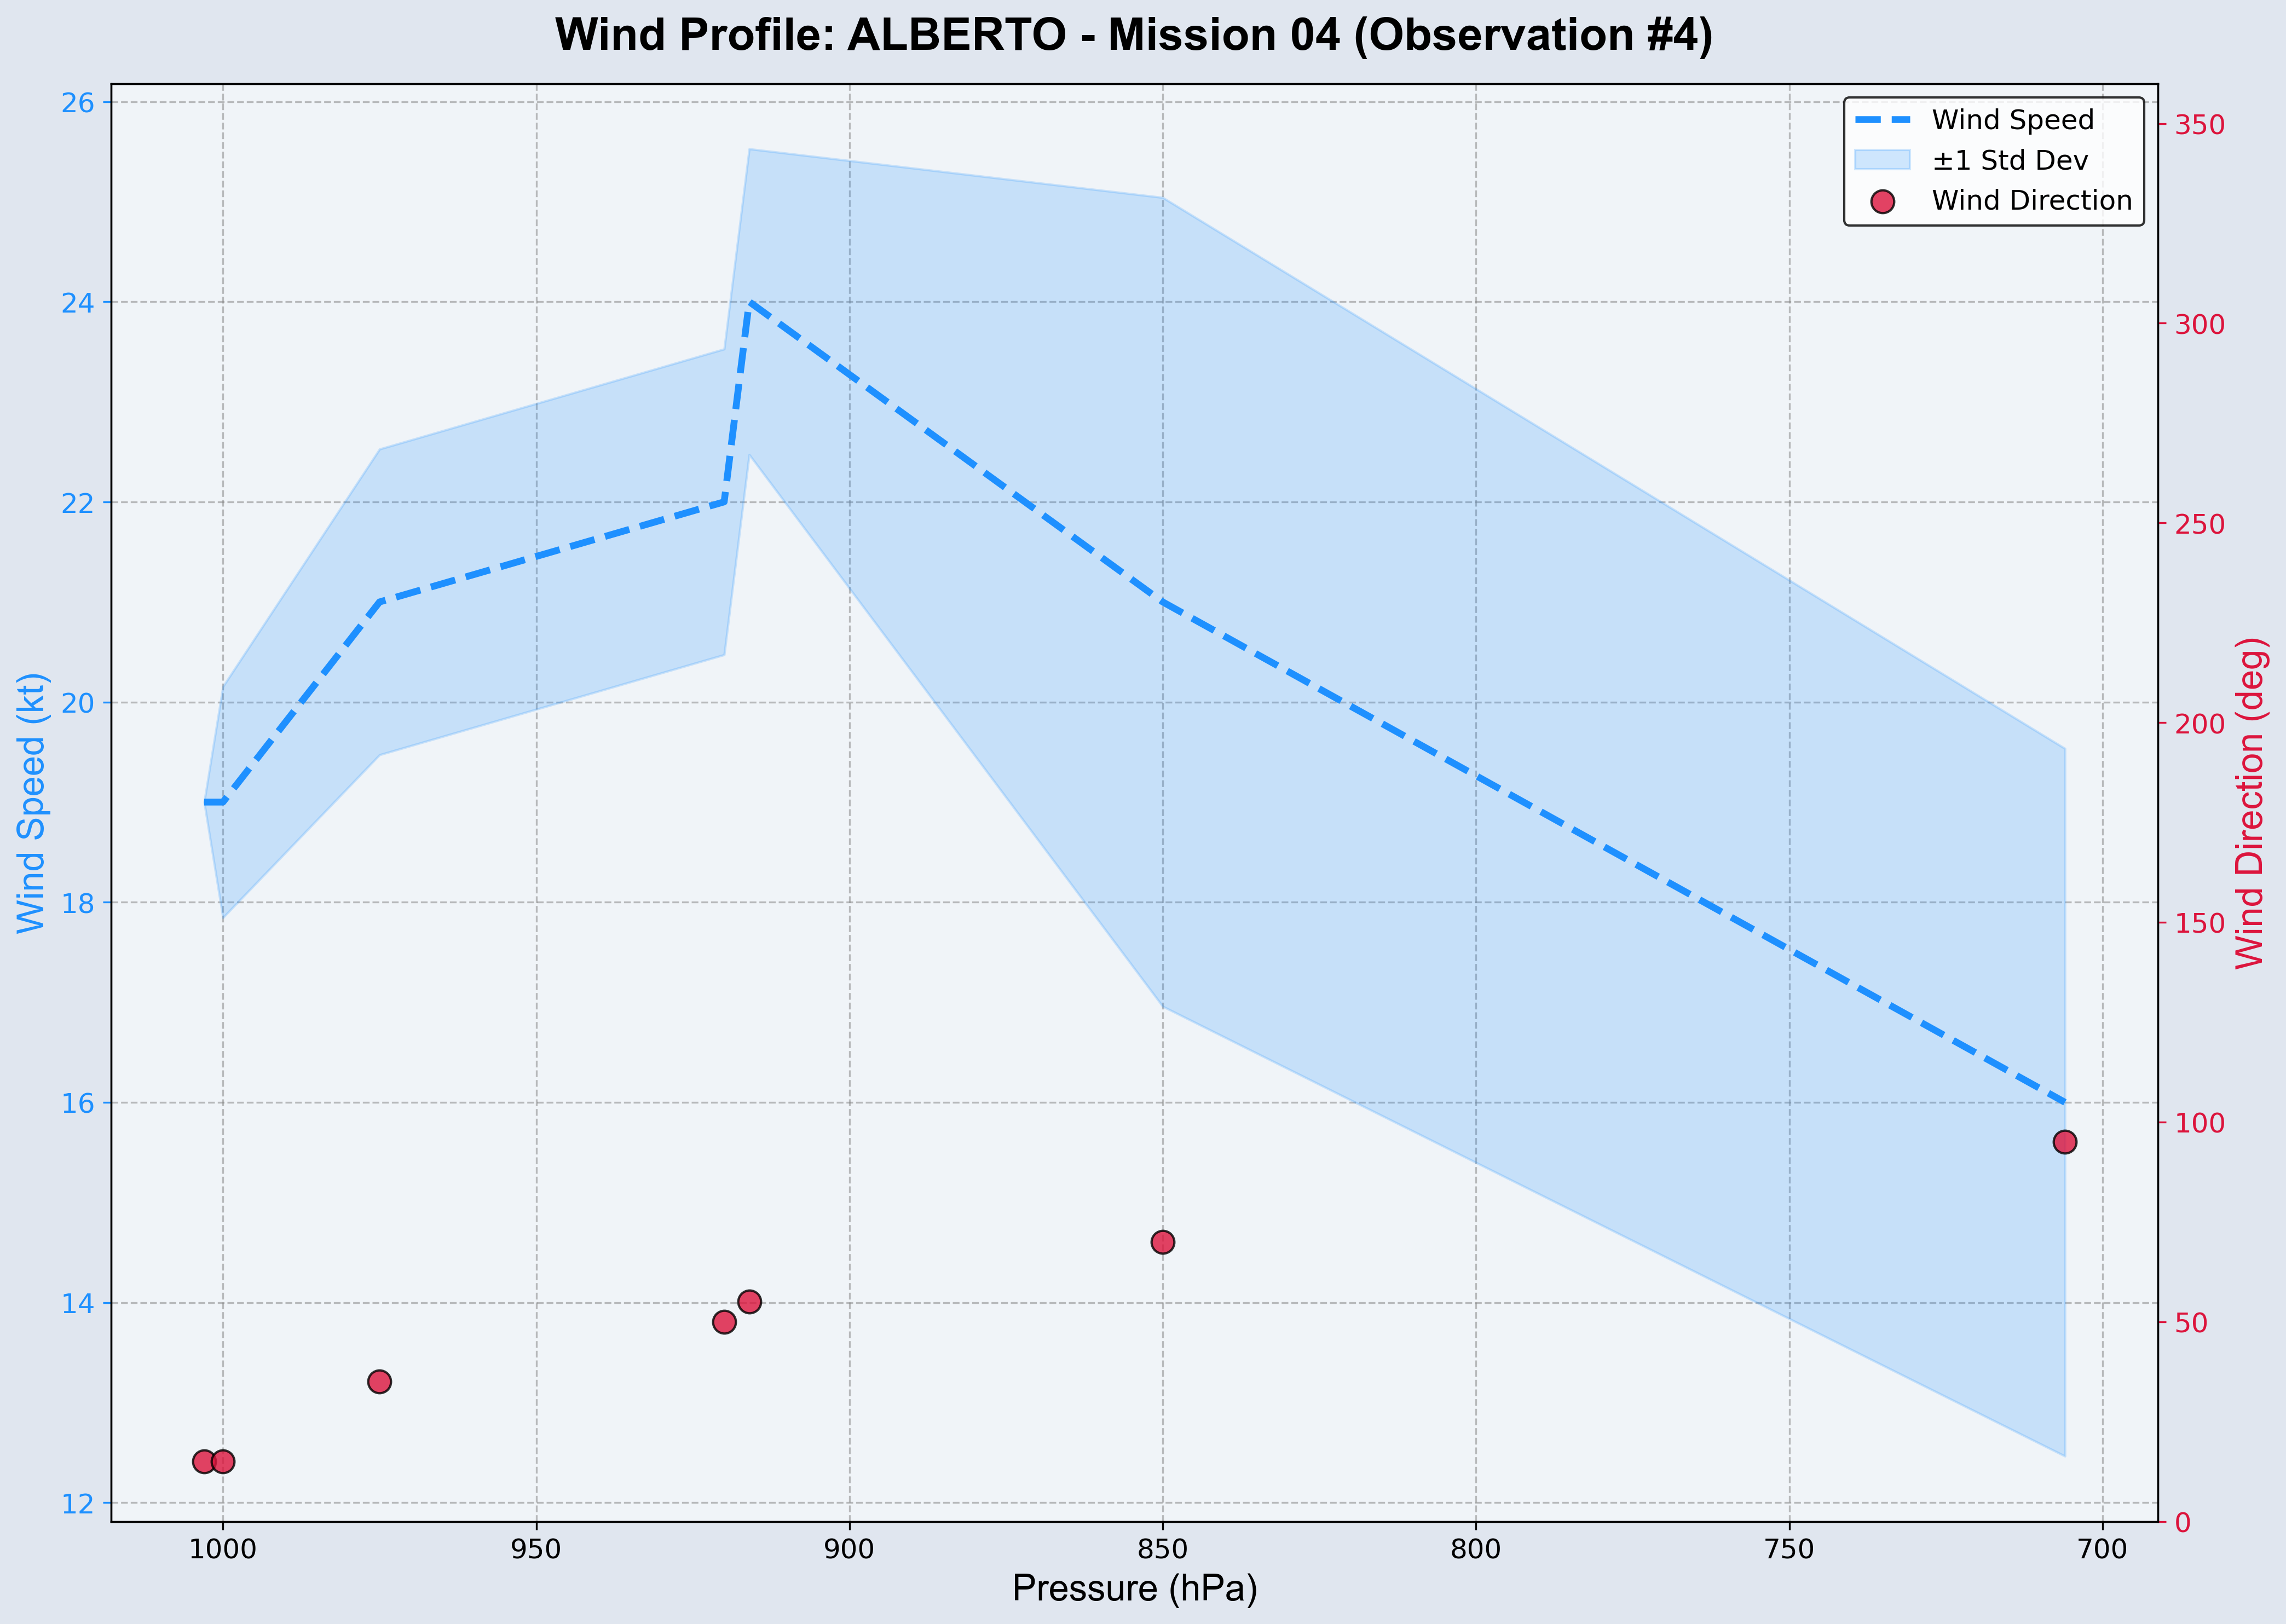 Wind Profile: ALBERTO - Mission 04 (Observation #4)
Wind Speed
±1 Std Dev
Wind Direction
26
24
22
20
18
16
14
12
Wind Speed (kt)
350
300
250
200
150
100
50
0
Wind Direction (deg)
1000 950 900 850 800 750 700
Pressure (hPa)